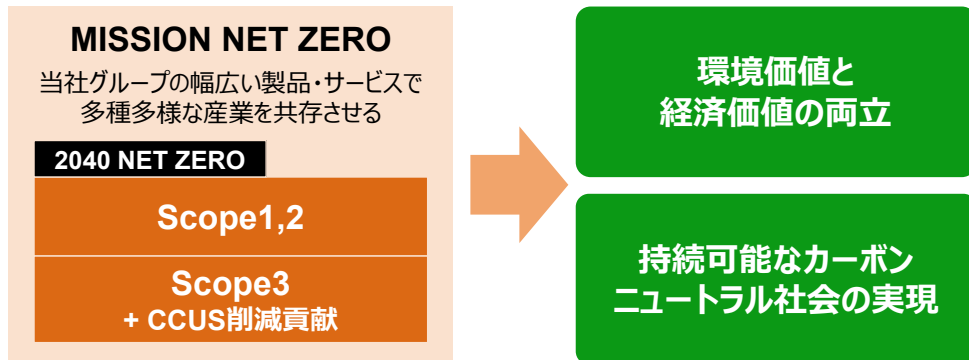 MISSION NET ZERO
当社グループの幅広い製品・サービスで
多種多様な産業を共存させる
2040 NET ZERO
Scope1,2
Scope3
+ CCUS削減貢献
環境価値と
経済価値の両立
持続可能なカーボン
ニュートラル社会の実現